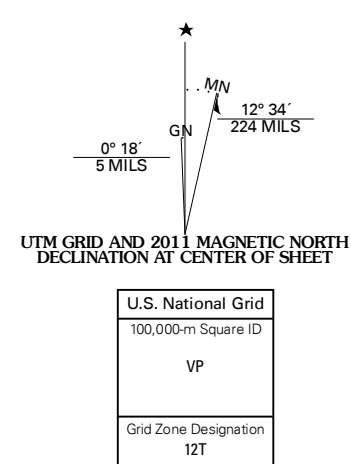 MN
GN
12° 34´
224 MILS
0° 18´
5 MILS
UTM GRID AND 2011 MAGNETIC NORTH
DECLINATION AT CENTER OF SHEET
U.S. National Grid
100,000-m Square ID
VP
Grid Zone Designation
12T